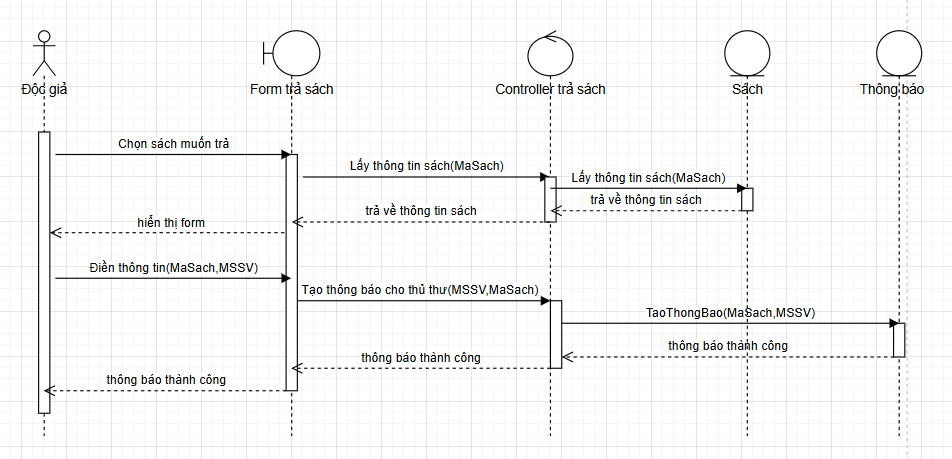 Độc giả
Form trả sách
Controller trả sách
Sách
Thông báo
Chọn sách muốn trả
Lấy thông tin sách(MaSach)
Lấy thông tin sách(MaSach)
trả về thông tin sách
trả về thông tin sách
hiển thị form
Điền thông tin(MaSach,MSSV)
Tạo thông báo cho thủ thư(MSSV,MaSach)
TaoThongBao(MaSach,MSSV)
thông báo thành công
thông báo thành công
thông báo thành công